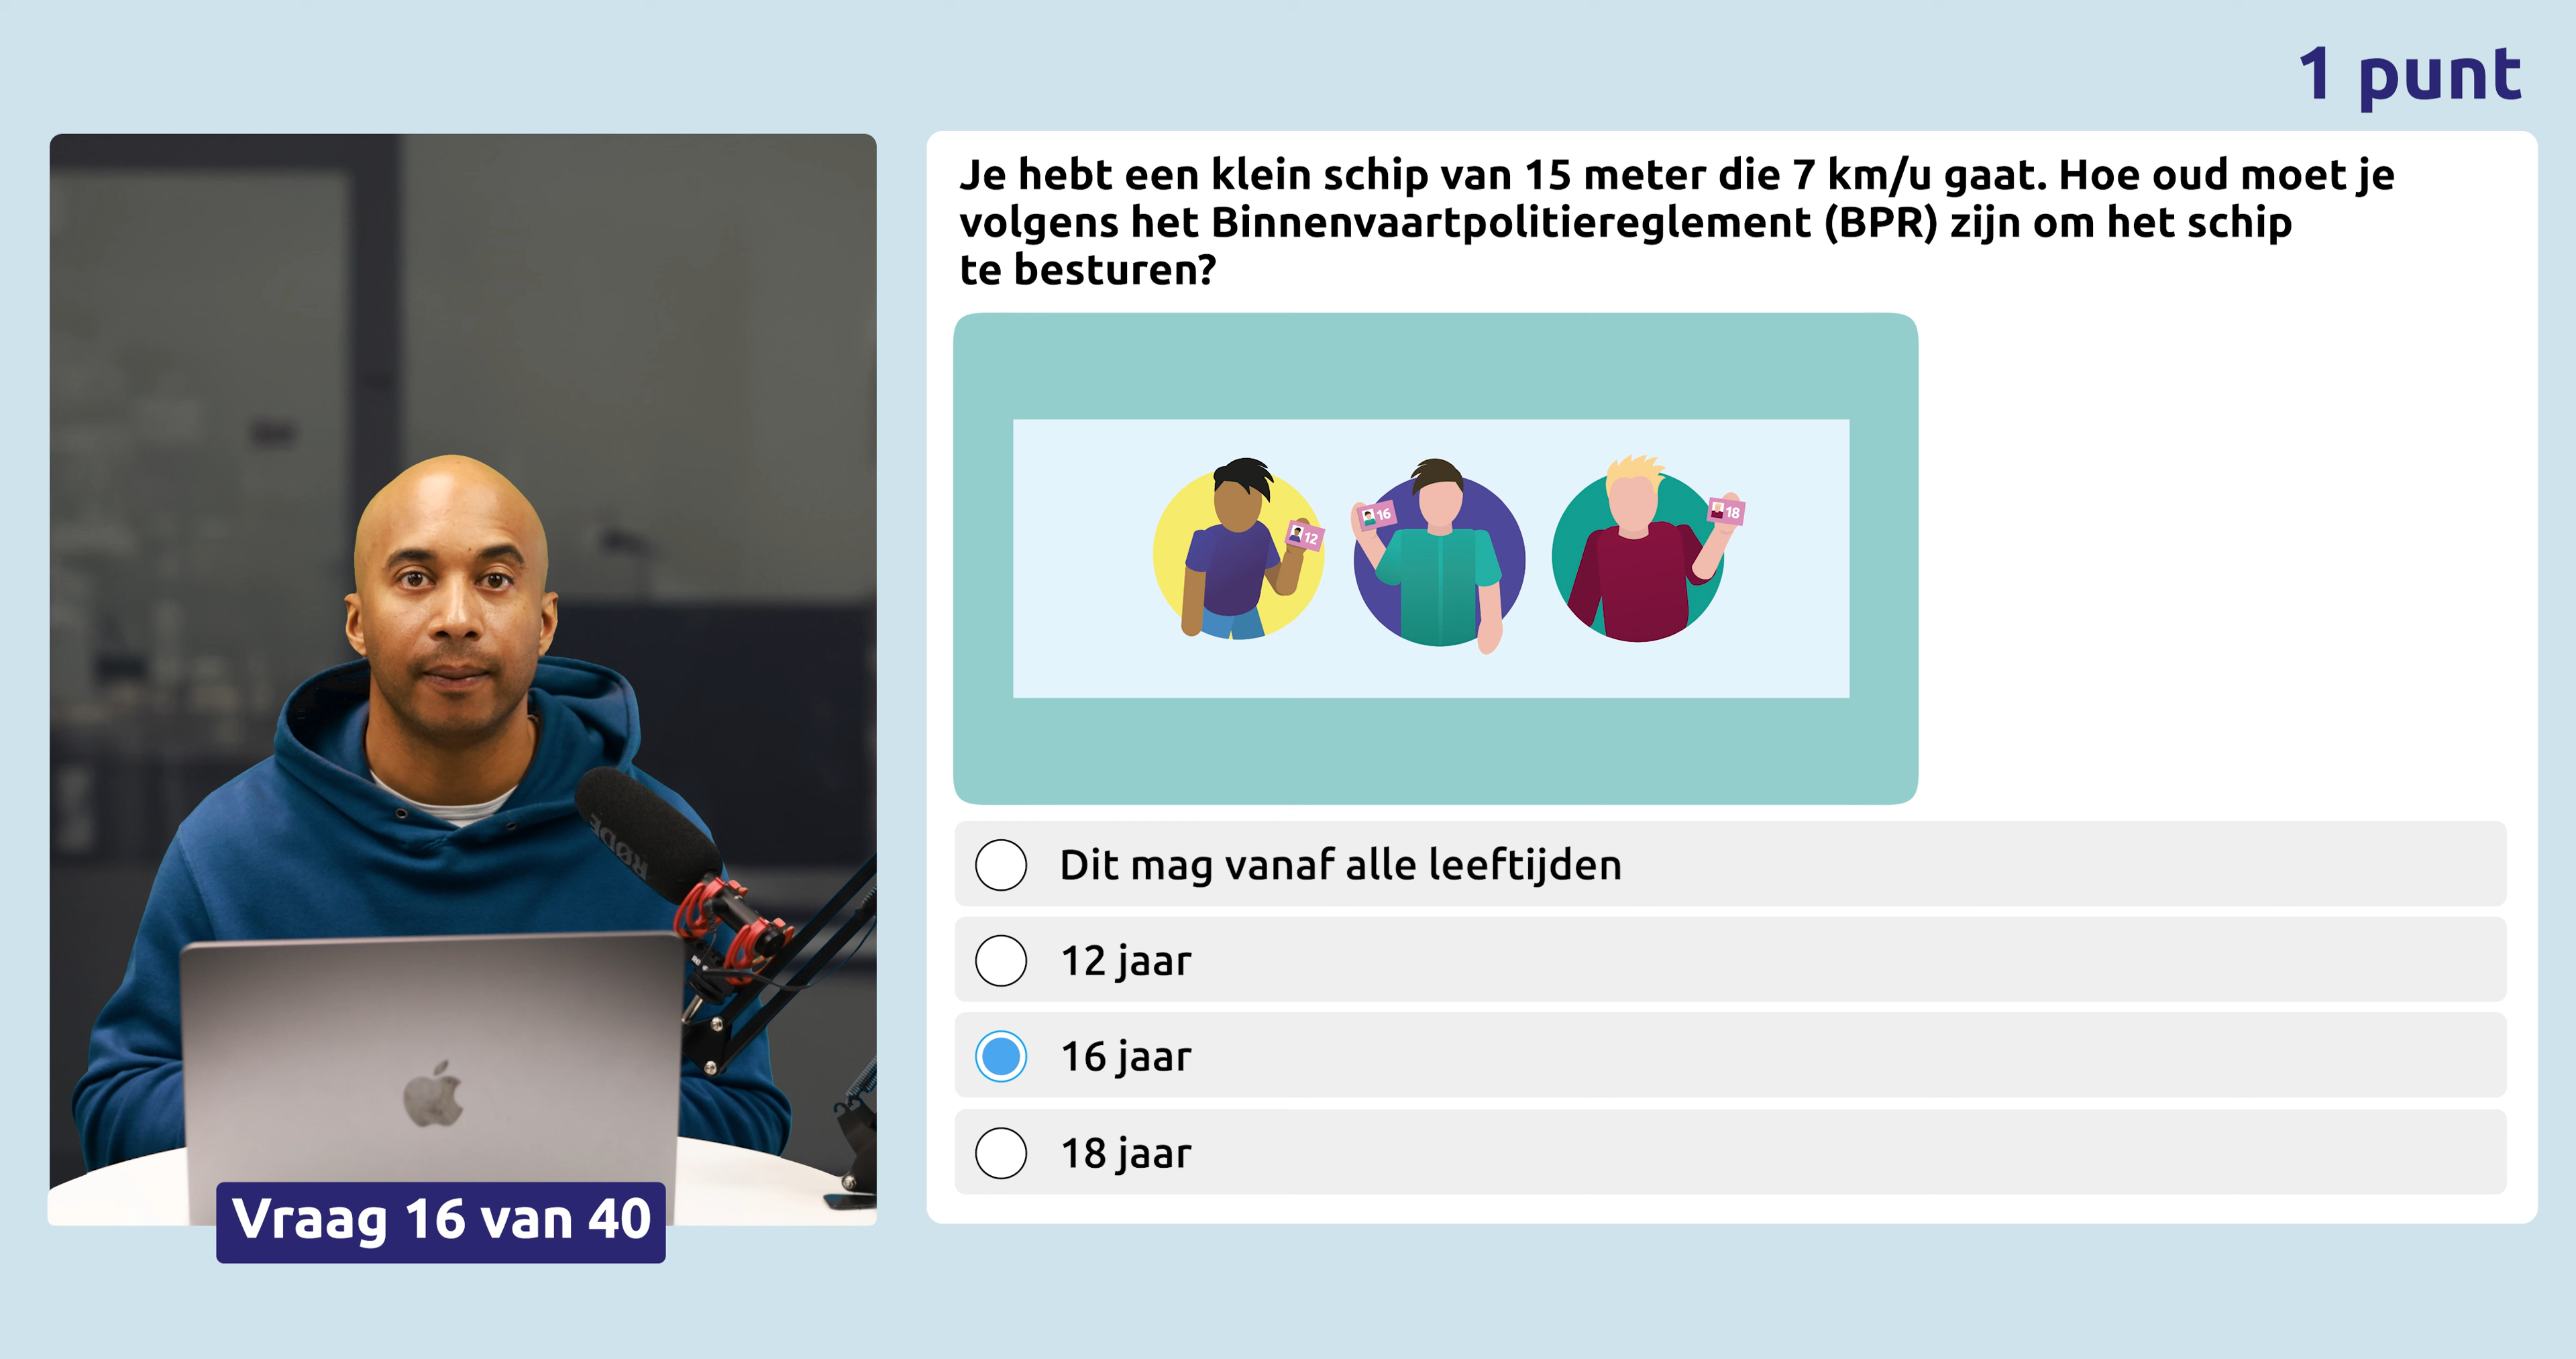 1 punt
Je hebt een klein schip van 15 meter die 7 km/u gaat. Hoe oud moet je
volgens het Binnenvaartpolitiereglement (BPR) zijn om het schip
te besturen?
12
16
18
Dit mag vanaf alle leeftijden
12 jaar
16 jaar
18 jaar
RØDE
Vraag 16 van 40